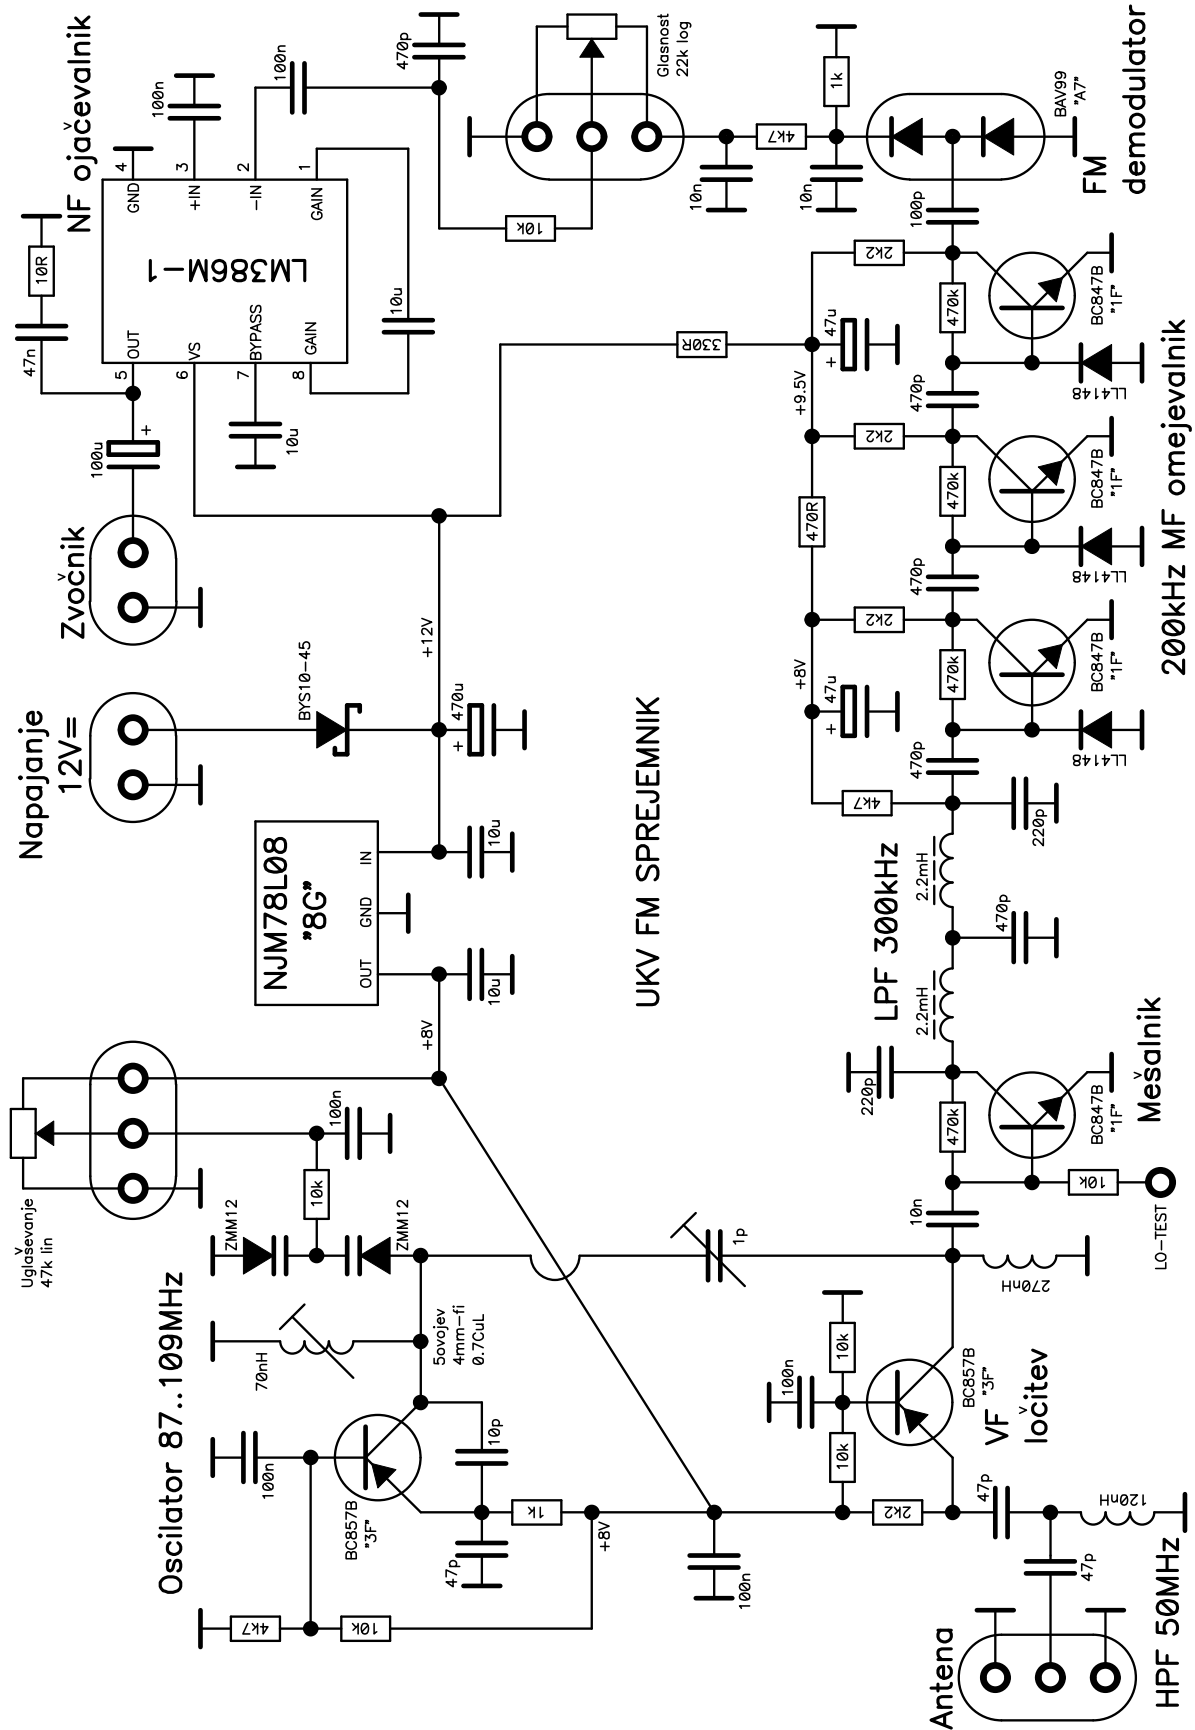 Uglaševanje
47k lin
Napajanje
12V=
Zvočnik
NF ojačevalnik
Oscilator 87..109MHz
4k7
10k
100n
BC857B
"3F"
47p
1k
+8V
10p
70nH
5ovojev
4mm-fi
0.7CuL
ZMM12
ZMM12
10k
100n
+8V
NJM78L08
"8G"
OUT
GND
IN
10u
10u
BYS10-45
+
470u
+12V
100u
+
47n
10R
LM386M-1
5
OUT
6
VS
7
BYPASS
8
GAIN
GND
4
+IN
3
-IN
2
GAIN
1
10u
10u
100n
100n
470p
Glasnost
22k log
10k
UKV FM SPREJEMNIK
100n
1p
330R
10n
4k7
10n
1k
BAV99
"A7"
FM
demodulator
100p
Antena
HPF 50MHz
47p
47p
120nH
2k2
10k
10k
100n
BC857B
"3F"
VF
ločitev
270nH
10n
LO-TEST
10k
470k
220p
BC847B
"1F"
Mešalnik
LPF 300kHz
2.2mH
470p
2.2mH
220p
4k7
+8V
+
47u
470p
470k
2k2
LL4148
BC847B
"1F"
470R
470p
470k
2k2
LL4148
BC847B
"1F"
+9.5V
+
47u
470p
470k
2k2
LL4148
BC847B
"1F"
200kHz MF omejevalnik